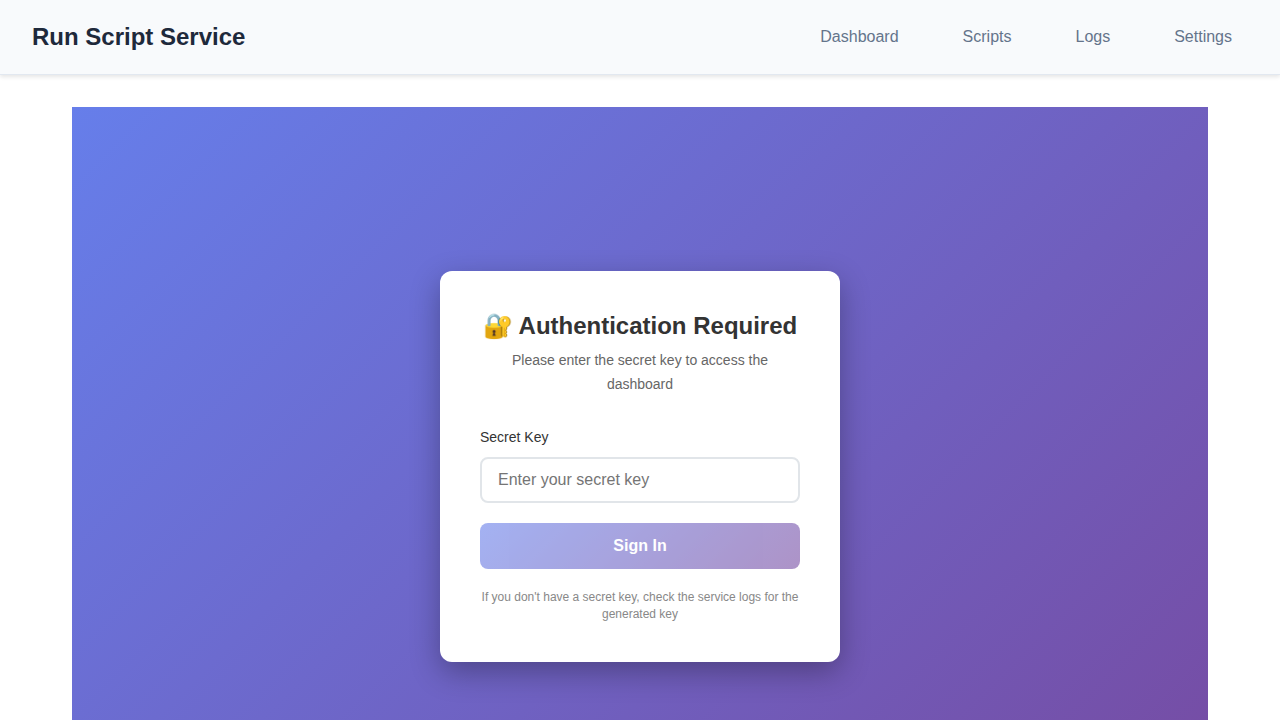 Run Script Service
Dashboard
Scripts
Logs
Settings
🔐 Authentication Required
Please enter the secret key to access the
dashboard
Secret Key
Enter your secret key
Sign In
If you don't have a secret key, check the service logs for the
generated key